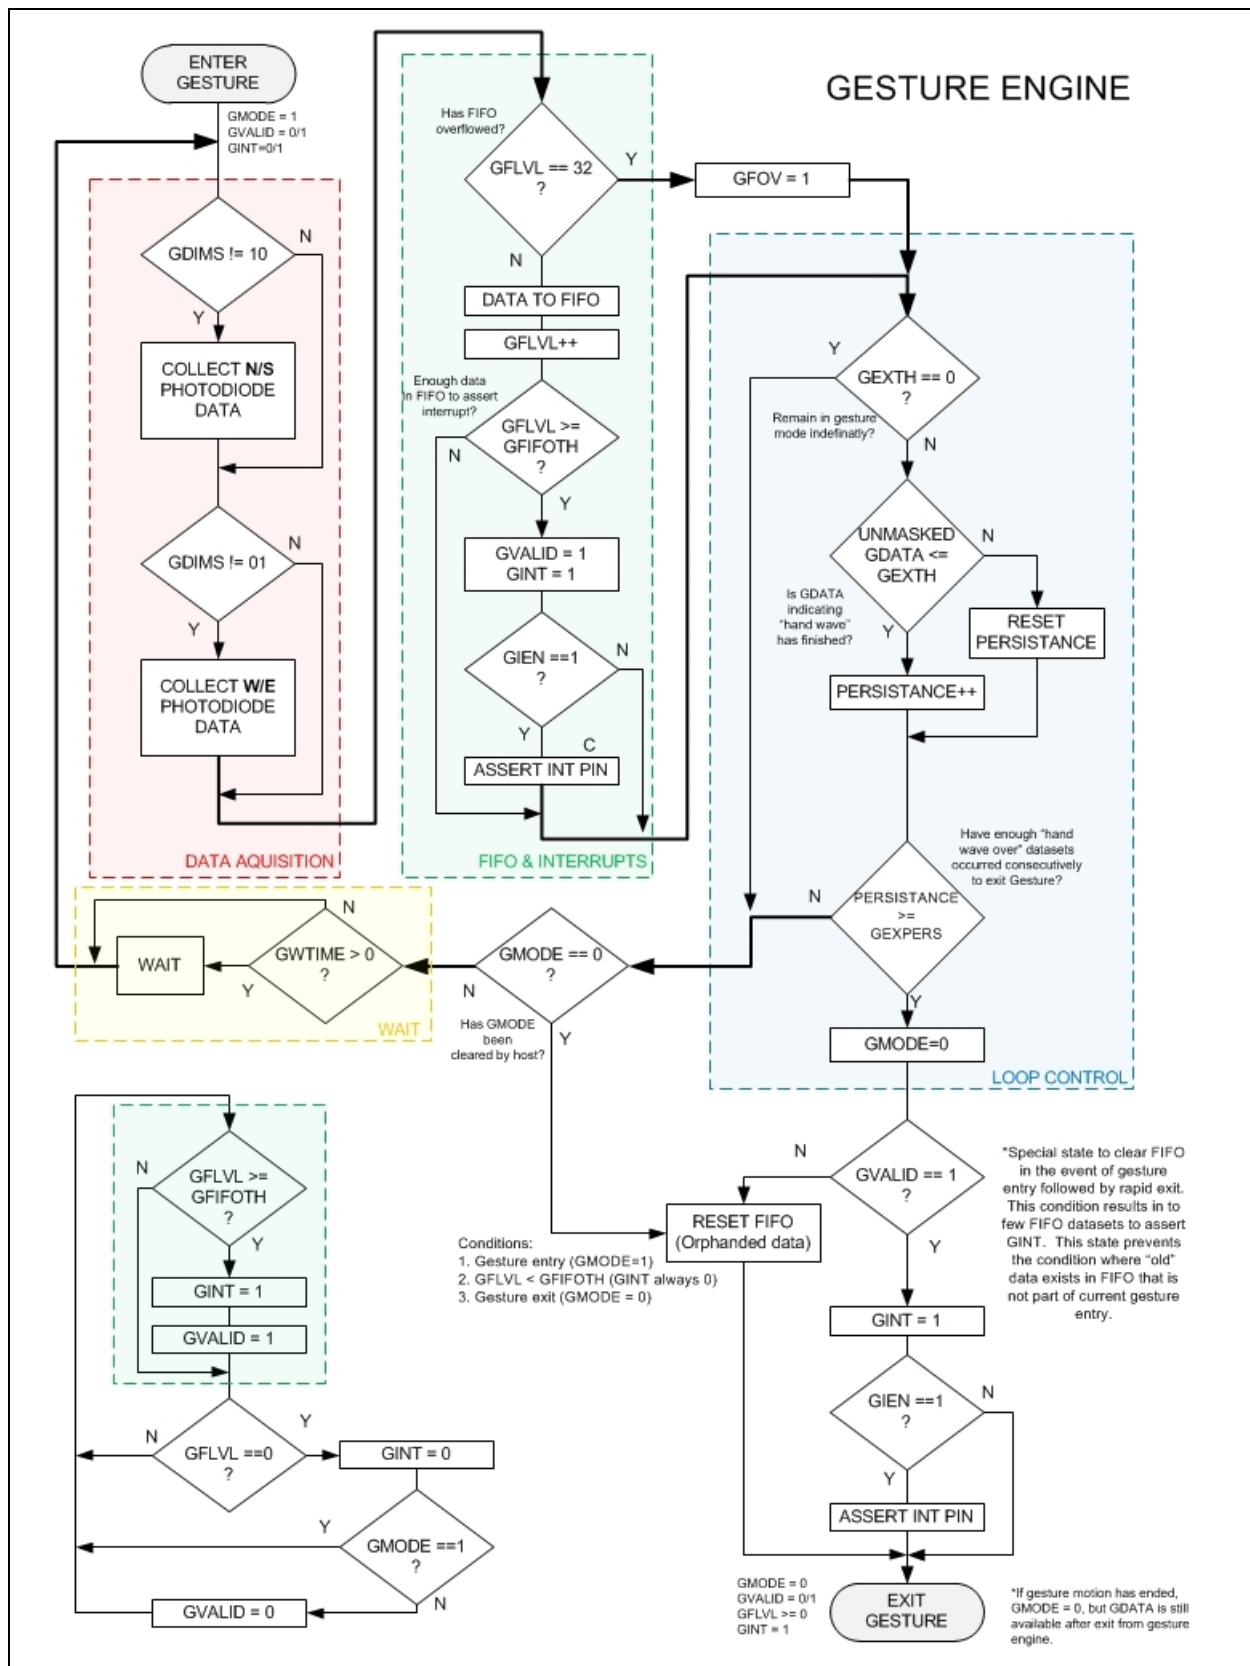 GESTURE ENGINE
ENTER
GESTURE
GMODE = 1
GVALID = 0/1
GINT=0/1
GDIMS != 10
N
Y
COLLECT N/S
PHOTODIODE
DATA
GDIMS != 01
N
Y
COLLECT W/E
PHOTODIODE
DATA
DATA AQUISITION
Has FIFO
overflowed?
GFLVL == 32
?
Y
N
GFOV = 1
DATA TO FIFO
GFLVL++
Enough data
in FIFO to assert
interrupt?
GFLVL >=
GFIFOTH
?
N
Y
GVALID = 1
GINT = 1
GIEN ==1
?
N
Y
C
ASSERT INT PIN
FIFO & INTERRUPTS
Y
GEXTH == 0
?
Remain in gesture
mode indefinatly?
N
UNMASKED
GDATA <=
GEXTH
N
Is GDATA
indicating
"hand wave"
has finished?
Y
RESET
PERSISTANCE
PERSISTANCE++
Have enough "hand
wave over" datasets
occurred consecutively
to exit Gesture?
N
PERSISTANCE
>=
GEXPERS
Y
GMODE=0
LOOP CONTROL
N
WAIT
GWTIME > 0
?
Y
WAIT
GMODE == 0
?
N
Has GMODE
been
cleared by host?
Y
N
GFLVL >=
GFIFOTH
?
Y
GINT = 1
GVALID = 1
N
GFLVL ==0
?
Y
GINT = 0
Y
GMODE ==1
?
N
GVALID = 0
N
GVALID == 1
?
Y
RESET FIFO
(Orphanded data)
Conditions:
1. Gesture entry (GMODE=1)
2. GFLVL < GFIFOTH (GINT always 0)
3. Gesture exit (GMODE = 0)
*Special state to clear FIFO
in the event of gesture
entry followed by rapid exit.
This condition results in to
few FIFO datasets to assert
GINT. This state prevents
the condition where "old"
data exists in FIFO that is
not part of current gesture
entry.
GINT = 1
GIEN ==1
?
N
Y
ASSERT INT PIN
GMODE = 0
GVALID = 0/1
GFLVL >= 0
GINT = 1
EXIT
GESTURE
*If gesture motion has ended,
GMODE = 0, but GDATA is still
available after exit from gesture
engine.